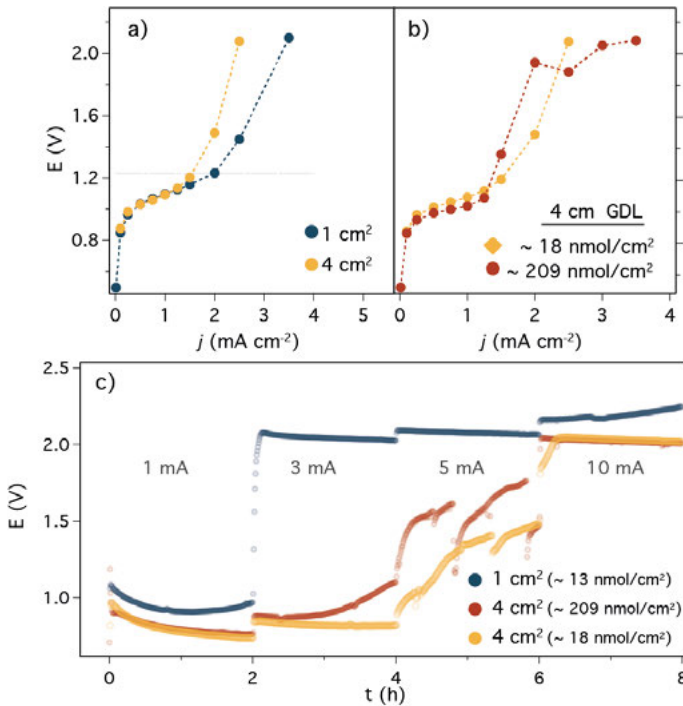 a)
b)
2.0
1.6
1.2
0.8
E (V)
1 cm²
4 cm²
4 cm GDL
~ 18 nmol/cm²
~ 209 nmol/cm²
0 1 2 3 4 5
0 1 2 3 4
j (mA cm⁻²)
j (mA cm⁻²)
c)
2.5
2.0
1.5
1.0
E (V)
1 mA
3 mA
5 mA
10 mA
1 cm² (~ 13 nmol/cm²)
4 cm² (~ 209 nmol/cm²)
4 cm² (~ 18 nmol/cm²)
0 2 4 6 8
t (h)